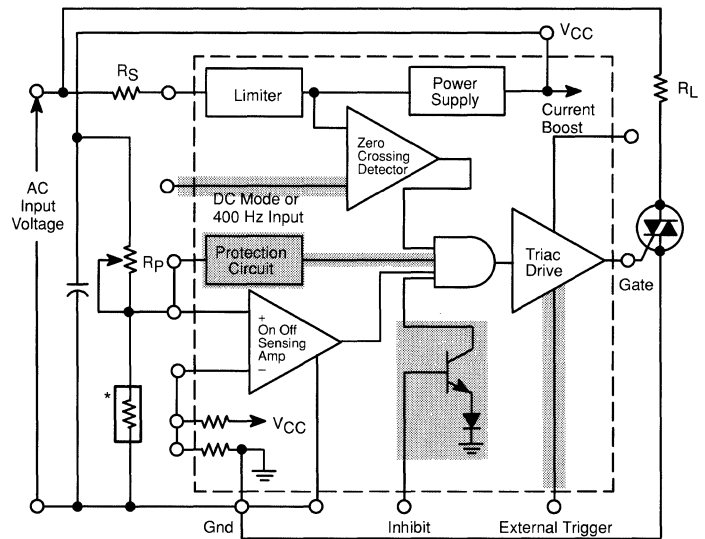 VCC
RS
Limiter
Power
Supply
Current
Boost
RL
Zero
Crossing
Detector
AC
Input
Voltage
DC Mode or
400 Hz Input
RP
Protection
Circuit
Triac
Drive
Gate
+
On Off
Sensing
Amp
–
*
VCC
Gnd
Inhibit
External Trigger